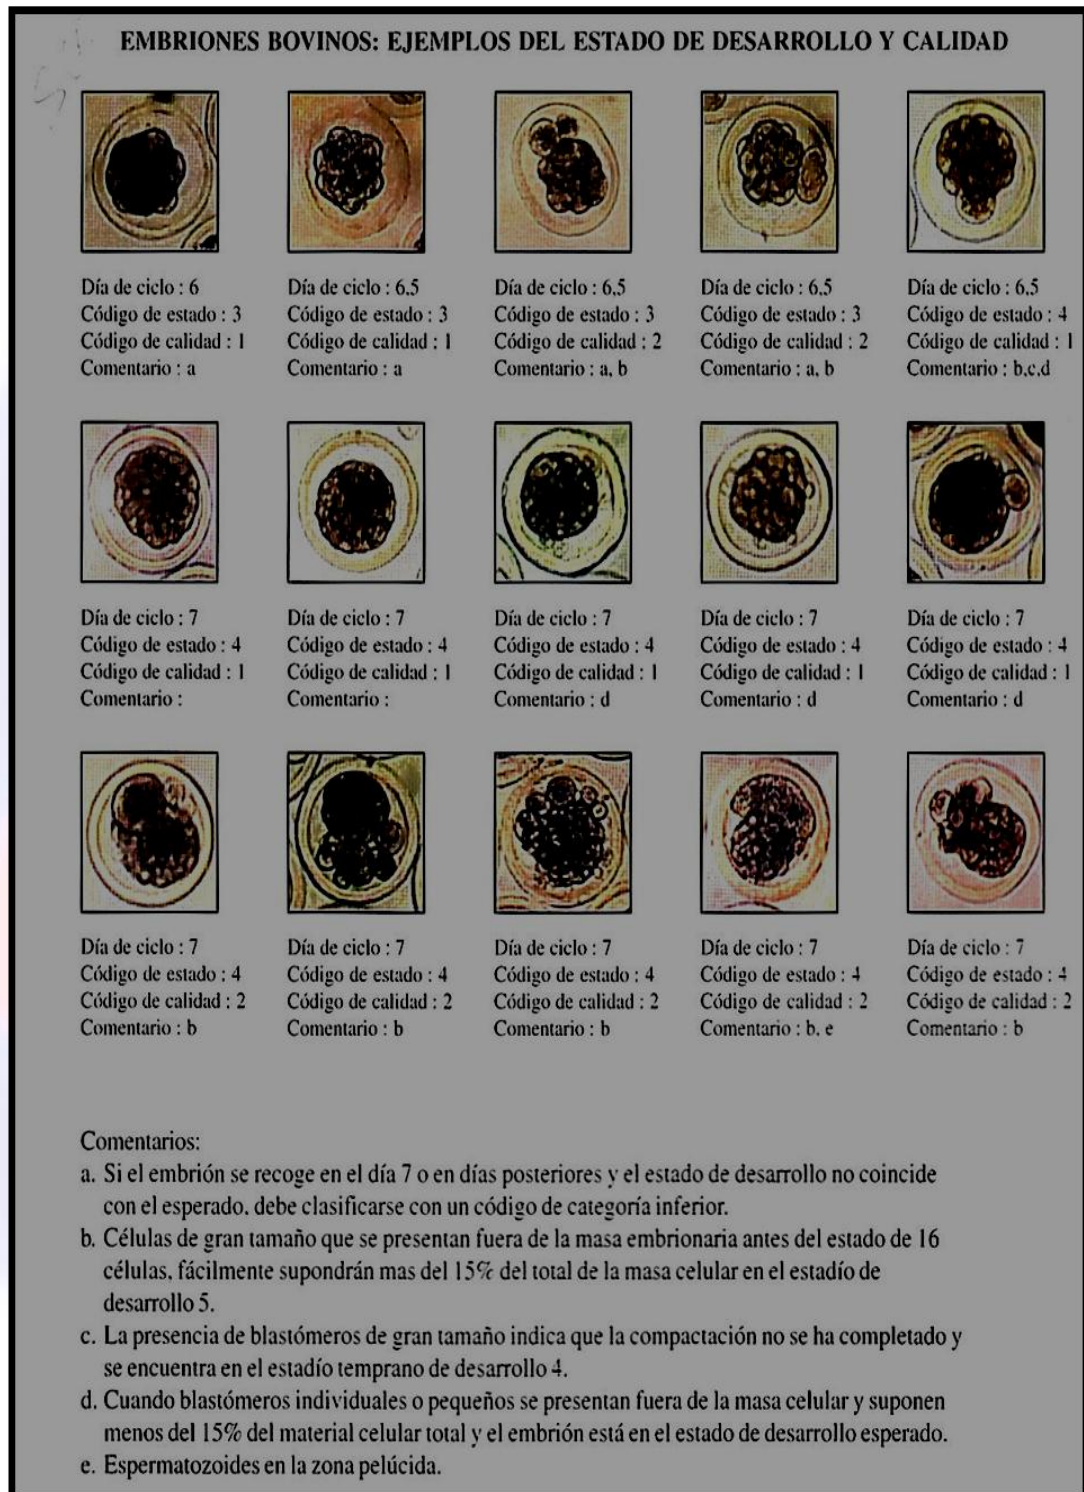 EMBRIONES BOVINOS: EJEMPLOS DEL ESTADO DE DESARROLLO Y CALIDAD
Día de ciclo : 6
Código de estado : 3
Código de calidad : 1
Comentario : a
Día de ciclo : 6,5
Código de estado : 3
Código de calidad : 1
Comentario : a
Día de ciclo : 6,5
Código de estado : 3
Código de calidad : 2
Comentario : a, b
Día de ciclo : 6,5
Código de estado : 3
Código de calidad : 2
Comentario : a, b
Día de ciclo : 6,5
Código de estado : 4
Código de calidad : 1
Comentario : b,c,d
Día de ciclo : 7
Código de estado : 4
Código de calidad : 1
Comentario :
Día de ciclo : 7
Código de estado : 4
Código de calidad : 1
Comentario :
Día de ciclo : 7
Código de estado : 4
Código de calidad : 1
Comentario : d
Día de ciclo : 7
Código de estado : 4
Código de calidad : 1
Comentario : d
Día de ciclo : 7
Código de estado : 4
Código de calidad : 1
Comentario : d
Día de ciclo : 7
Código de estado : 4
Código de calidad : 2
Comentario : b
Día de ciclo : 7
Código de estado : 4
Código de calidad : 2
Comentario : b
Día de ciclo : 7
Código de estado : 4
Código de calidad : 2
Comentario : b
Día de ciclo : 7
Código de estado : 4
Código de calidad : 2
Comentario : b, e
Día de ciclo : 7
Código de estado : 4
Código de calidad : 2
Comentario : b
Comentarios:
a. Si el embrión se recoge en el día 7 o en días posteriores y el estado de desarrollo no coincide
con el esperado, debe clasificarse con un código de categoría inferior.
b. Células de gran tamaño que se presentan fuera de la masa embrionaria antes del estado de 16
células, fácilmente supondrán mas del 15% del total de la masa celular en el estadío de
desarrollo 5.
c. La presencia de blastómeros de gran tamaño indica que la compactación no se ha completado y
se encuentra en el estadío temprano de desarrollo 4.
d. Cuando blastómeros individuales o pequeños se presentan fuera de la masa celular y suponen
menos del 15% del material celular total y el embrión está en el estado de desarrollo esperado.
e. Espermatozoides en la zona pelúcida.